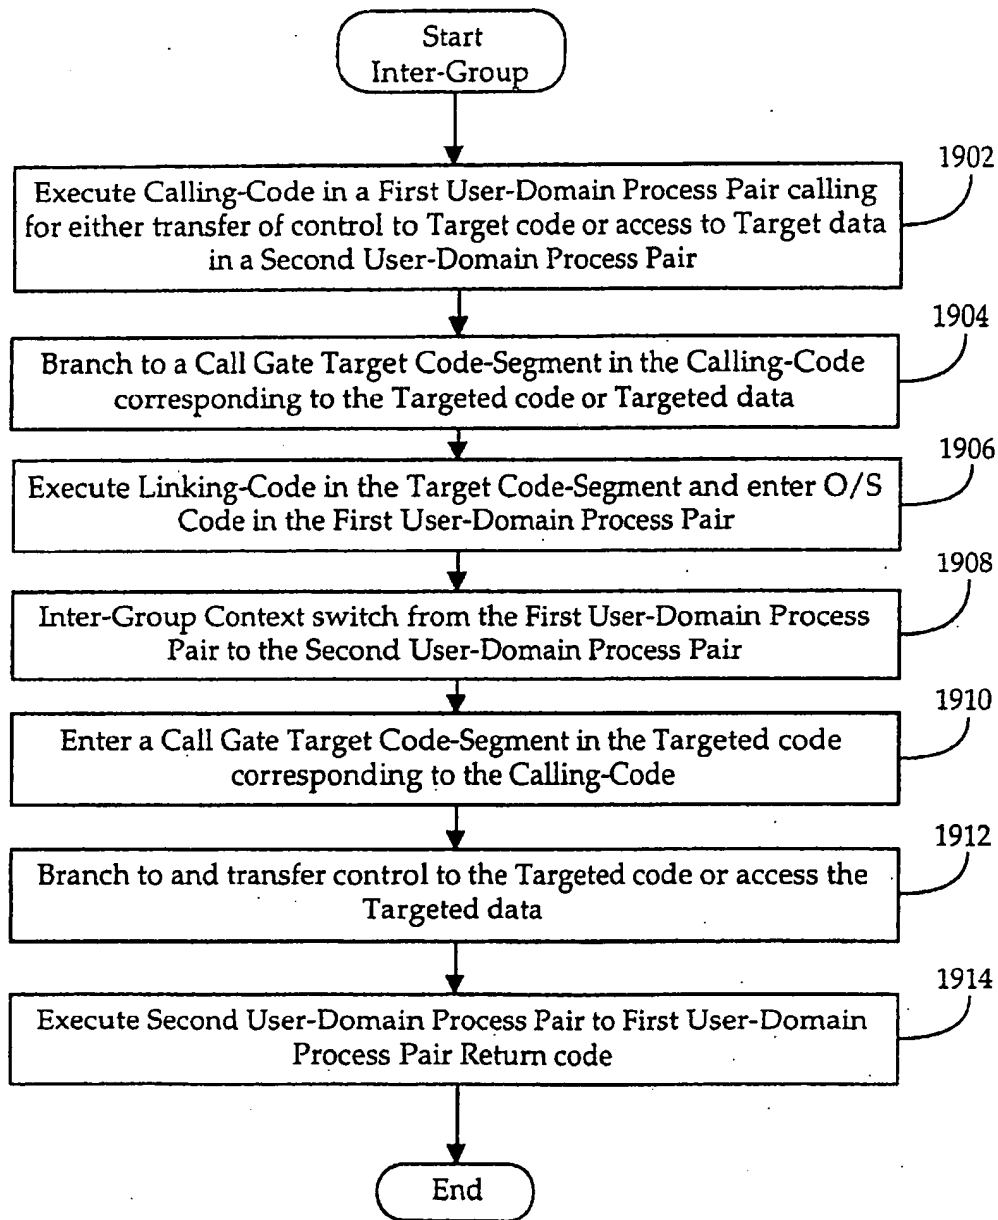 Start
Inter-Group
1902
Execute Calling-Code in a First User-Domain Process Pair calling
for either transfer of control to Target code or access to Target data
in a Second User-Domain Process Pair
1904
Branch to a Call Gate Target Code-Segment in the Calling-Code
corresponding to the Targeted code or Targeted data
1906
Execute Linking-Code in the Target Code-Segment and enter O/S
Code in the First User-Domain Process Pair
1908
Inter-Group Context switch from the First User-Domain Process
Pair to the Second User-Domain Process Pair
1910
Enter a Call Gate Target Code-Segment in the Targeted code
corresponding to the Calling-Code
1912
Branch to and transfer control to the Targeted code or access the
Targeted data
1914
Execute Second User-Domain Process Pair to First User-Domain
Process Pair Return code
End